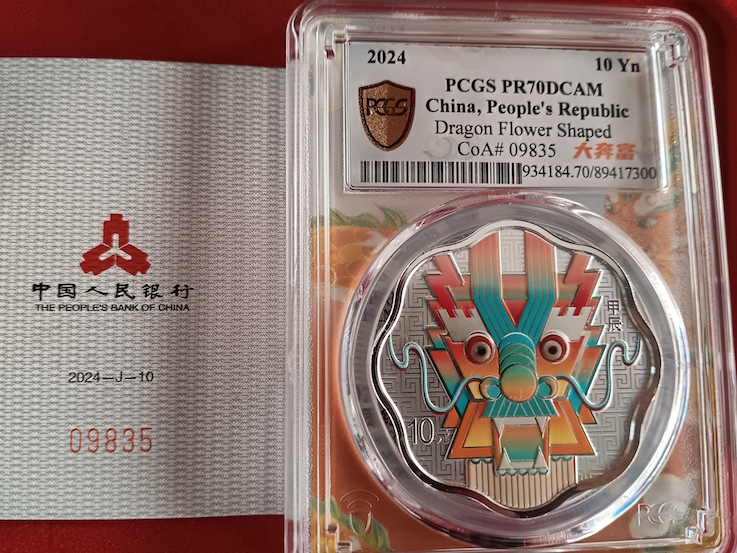 中国人民银行
THE PEOPLE'S BANK OF CHINA
2024-J-10
09835
2024 10 Yn
PCGS PR70DCAM
PCGS
China, People's Republic
Dragon Flower Shaped
CoA# 09835 大奔富
934184.70/89417300
甲辰
10元
PCGS